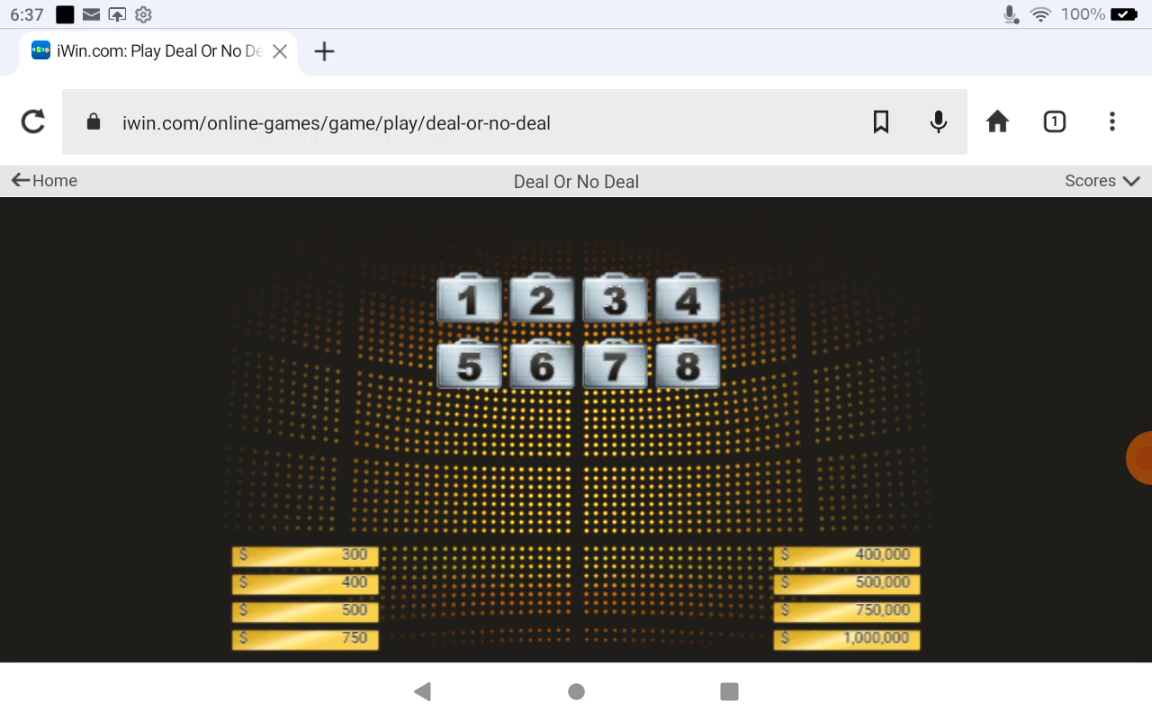 6:37 100%
iWin.com: Play Deal Or No De
iwin.com/online-games/game/play/deal-or-no-deal 1
Home Deal Or No Deal Scores
1 2 3 4
5 6 7 8
$ 300 $ 400,000
$ 400 $ 500,000
$ 500 $ 750,000
$ 750 $ 1,000,000